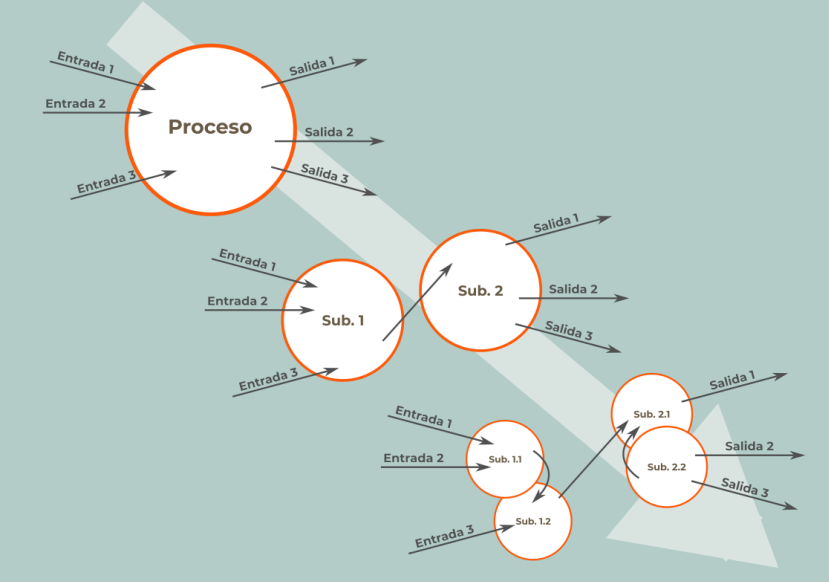 Entrada 1
Salida 1
Entrada 2
Proceso
Salida 2
Entrada 3
Salida 3
Entrada 1
Salida 1
Entrada 2
Sub. 1
Sub. 2
Salida 2
Entrada 3
Salida 3
Entrada 1
Salida 1
Sub. 2.1
Entrada 2
Sub. 1.1
Salida 2
Sub. 2.2
Entrada 3
Sub. 1.2
Salida 3